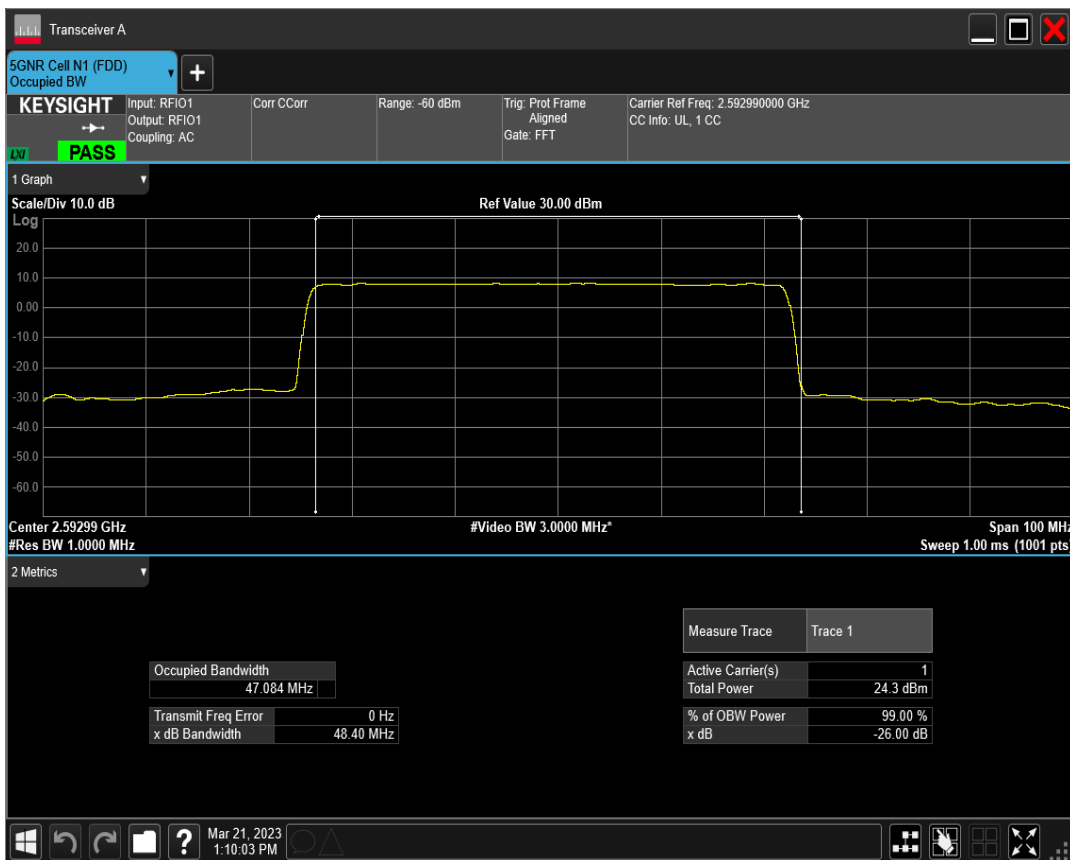 Transceiver A
5GNR Cell N1 (FDD)
Occupied BW
KEYSIGHT
LXI
PASS
Input: RFIO1
Output: RFIO1
Coupling: AC
Corr CCorr
Range: -60 dBm
Trig: Prot Frame
Aligned
Gate: FFT
Carrier Ref Freq: 2.592990000 GHz
CC Info: UL, 1 CC
1 Graph
Scale/Div 10.0 dB
Ref Value 30.00 dBm
Log
20.0
10.0
0.00
-10.0
-20.0
-30.0
-40.0
-50.0
-60.0
Center 2.59299 GHz
#Video BW 3.0000 MHz*
Span 100 MHz
#Res BW 1.0000 MHz
Sweep 1.00 ms (1001 pts)
2 Metrics
Measure Trace Trace 1
Occupied Bandwidth
47.084 MHz
Active Carrier(s) 1
Total Power 24.3 dBm
Transmit Freq Error 0 Hz
x dB Bandwidth 48.40 MHz
% of OBW Power 99.00 %
x dB -26.00 dB
?
Mar 21, 2023
1:10:03 PM